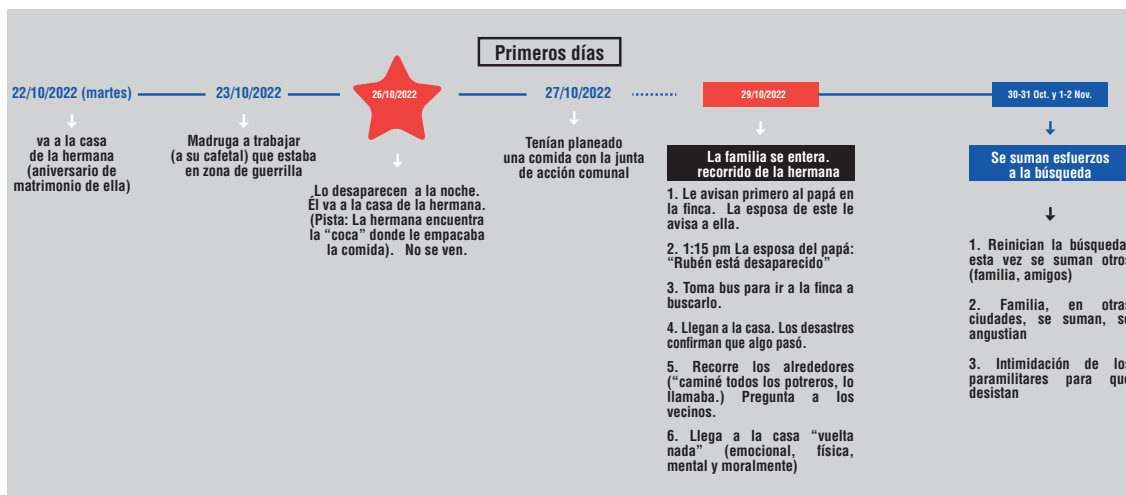 Primeros días
22/10/2022 (martes)
va a la casa
de la hermana
(aniversario de
matrimonio de ella)
23/10/2022
Madruga a trabajar
(a su cafetal) que estaba
en zona de guerrilla
26/10/2022
Lo desaparecen a la noche.
Él va a la casa de la hermana.
(Pista: La hermana encuentra
la “coca” donde le empacaba
la comida). No se ven.
27/10/2022
Tenían planeado
una comida con la junta
de acción comunal
29/10/2022
La familia se entera.
recorrido de la hermana
1. Le avisan primero al papá en
la finca. La esposa de este le
avisa a ella.
2. 1:15 pm La esposa del papá:
“Rubén está desaparecido”
3. Toma bus para ir a la finca a
buscarlo.
4. Llegan a la casa. Los desastres
confirman que algo pasó.
5. Recorre los alrededores
(“caminé todos los potreros, lo
llamaba.) Pregunta a los
vecinos.
6. Llega a la casa “vuelta
nada” (emocional, física,
mental y moralmente)
30-31 Oct. y 1-2 Nov.
Se suman esfuerzos
a la búsqueda
1. Reinician la búsqueda,
esta vez se suman otros
(familia, amigos)
2. Familia, en otras
ciudades, se suman, se
angustian
3. Intimidación de los
paramilitares para que
desistan